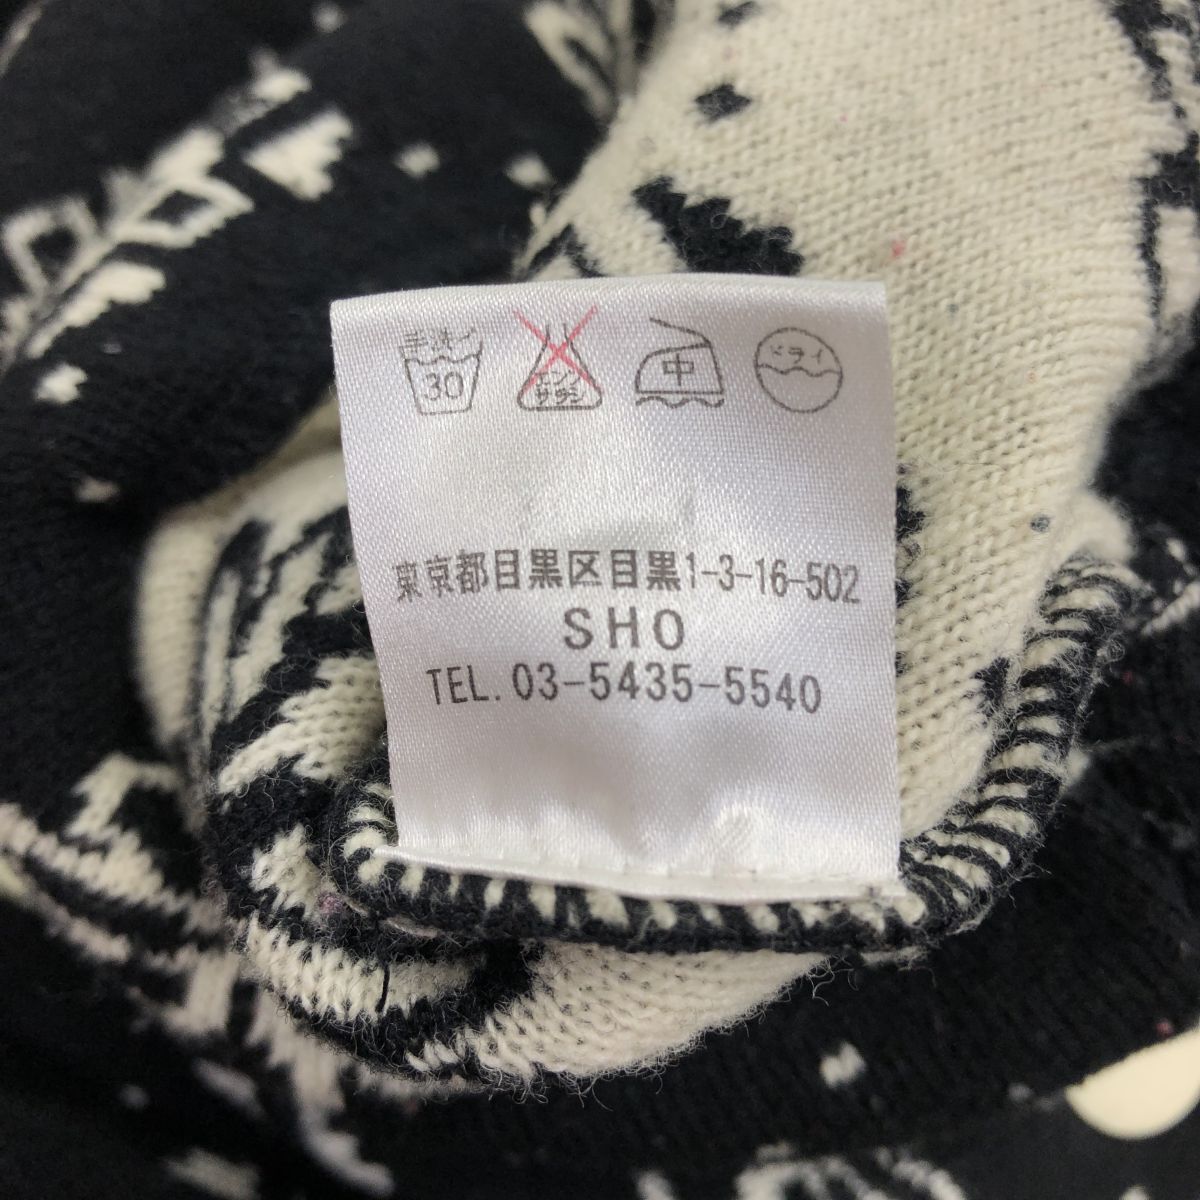 手洗イ 30 エンソ サラシ 中 ドライ
東京都目黒区目黒1-3-16-502
SHO
TEL. 03-5435-5540